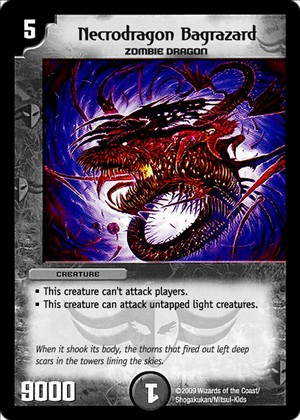 5
Necrodragon Bagrazard
ZOMBIE DRAGON
CREATURE
• This creature can't attack players.
• This creature can attack untapped light creatures.
When it shook its body, the thorns that fired out left deep
scars in the towers lining the skies.
9000
1
©2009 Wizards of the Coast/
Shogakukan/Mitsui-Kids